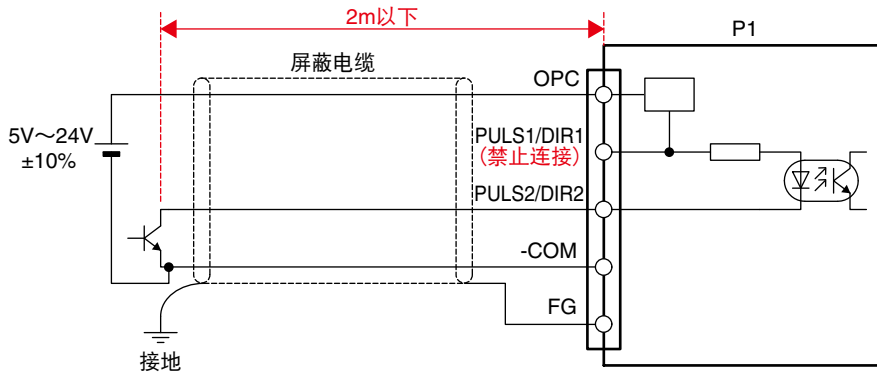 2m以下
P1
屏蔽电缆
OPC
5V～24V
±10%
PULS1/DIR1
(禁止连接)
PULS2/DIR2
-COM
FG
接地